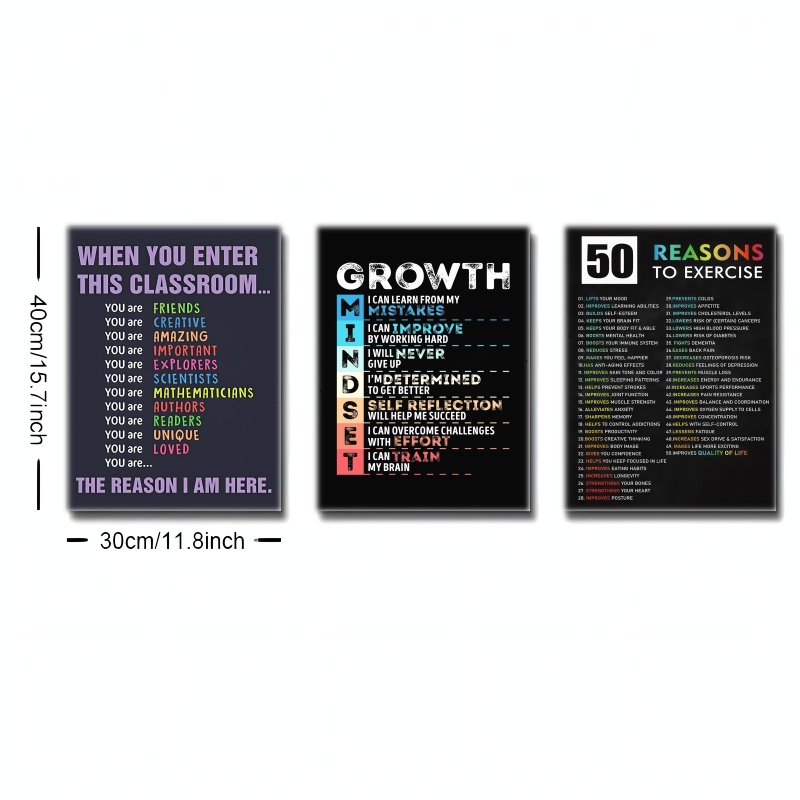 40cm/15.7inch
30cm/11.8inch
WHEN YOU ENTER
THIS CLASSROOM...
YOU are FRIENDS
YOU are CREATIVE
YOU are AMAZING
YOU are IMPORTANT
YOU are EXPLORERS
YOU are SCIENTISTS
YOU are MATHEMATICIANS
YOU are AUTHORS
YOU are READERS
YOU are UNIQUE
YOU are LOVED
YOU are...
THE REASON I AM HERE.
GROWTH
MINDSET
I CAN LEARN FROM MY
MISTAKES
I CAN IMPROVE
BY WORKING HARD
I WILL NEVER
GIVE UP
I'M DETERMINED
TO GET BETTER
SELF REFLECTION
WILL HELP ME SUCCEED
I CAN OVERCOME CHALLENGES
WITH EFFORT
I CAN TRAIN
MY BRAIN
50 REASONS
TO EXERCISE
01. LIFTS YOUR MOOD
02. IMPROVES LEARNING ABILITIES
03. BUILDS SELF-ESTEEM
04. KEEPS YOUR BRAIN FIT
05. KEEPS YOUR BODY FIT & ABLE
06. BOOSTS MENTAL HEALTH
07. BOOSTS YOUR IMMUNE SYSTEM
08. REDUCES STRESS
09. MAKES YOU FEEL HAPPIER
10. HAS ANTI-AGING EFFECTS
11. IMPROVES SKIN TONE AND COLOR
12. IMPROVES SLEEPING PATTERNS
13. HELPS PREVENT STROKES
14. IMPROVES JOINT FUNCTION
15. IMPROVES MUSCLE STRENGTH
16. ALLEVIATES ANXIETY
17. SHARPENS MEMORY
18. HELPS TO CONTROL ADDICTIONS
19. BOOSTS PRODUCTIVITY
20. BOOSTS CREATIVE THINKING
21. IMPROVES BODY IMAGE
22. GIVES YOU CONFIDENCE
23. HELPS YOU KEEP FOCUSED IN LIFE
24. IMPROVES EATING HABITS
25. INCREASES LONGEVITY
26. STRENGTHENS YOUR BONES
27. STRENGTHENS YOUR HEART
28. IMPROVES POSTURE
29. PREVENTS COLDS
30. IMPROVES APPETITE
31. IMPROVES CHOLESTEROL LEVELS
32. LOWERS RISK OF (CERTAIN) CANCERS
33. LOWERS HIGH BLOOD PRESSURE
34. LOWERS RISK OF DIABETES
35. FIGHTS DEMENTIA
36. EASES BACK PAIN
37. DECREASES OSTEOPOROSIS RISK
38. REDUCES FEELINGS OF DEPRESSION
39. PREVENTS MUSCLE LOSS
40. INCREASES ENERGY AND ENDURANCE
41. INCREASES SPORTS PERFORMANCE
42. INCREASES PAIN RESISTANCE
43. IMPROVES BALANCE AND COORDINATION
44. IMPROVES OXYGEN SUPPLY TO CELLS
45. IMPROVES CONCENTRATION
46. HELPS WITH SELF-CONTROL
47. LESSENS FATIGUE
48. INCREASES SEX DRIVE & SATISFACTION
49. MAKES LIFE MORE EXCITING
50. IMPROVES QUALITY OF LIFE